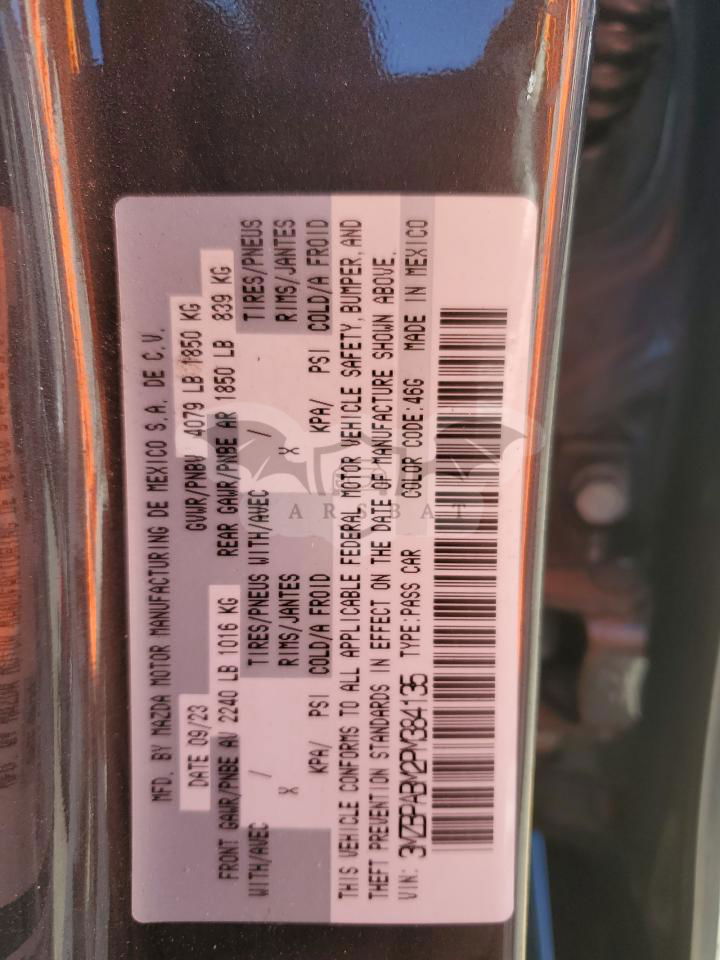 MFD. BY MAZDA MOTOR MANUFACTURING DE MEXICO S.A. DE C.V.
DATE 09/23 GVWR/PNBV 4079 LB 1850 KG
FRONT GAWR/PNBE AV 2240 LB 1016 KG REAR GAWR/PNBE AR 1850 LB 839 KG
WITH/AVEC / TIRES/PNEUS WITH/AVEC / TIRES/PNEUS
X RIMS/JANTES X RIMS/JANTES
KPA/ PSI COLD/A FROID KPA/ PSI COLD/A FROID
THIS VEHICLE CONFORMS TO ALL APPLICABLE FEDERAL MOTOR VEHICLE SAFETY, BUMPER, AND
THEFT PREVENTION STANDARDS IN EFFECT ON THE DATE OF MANUFACTURE SHOWN ABOVE.
VIN: 3MZBPABM2PM384135 TYPE:PASS CAR COLOR CODE:46G MADE IN MEXICO
CARSBAT